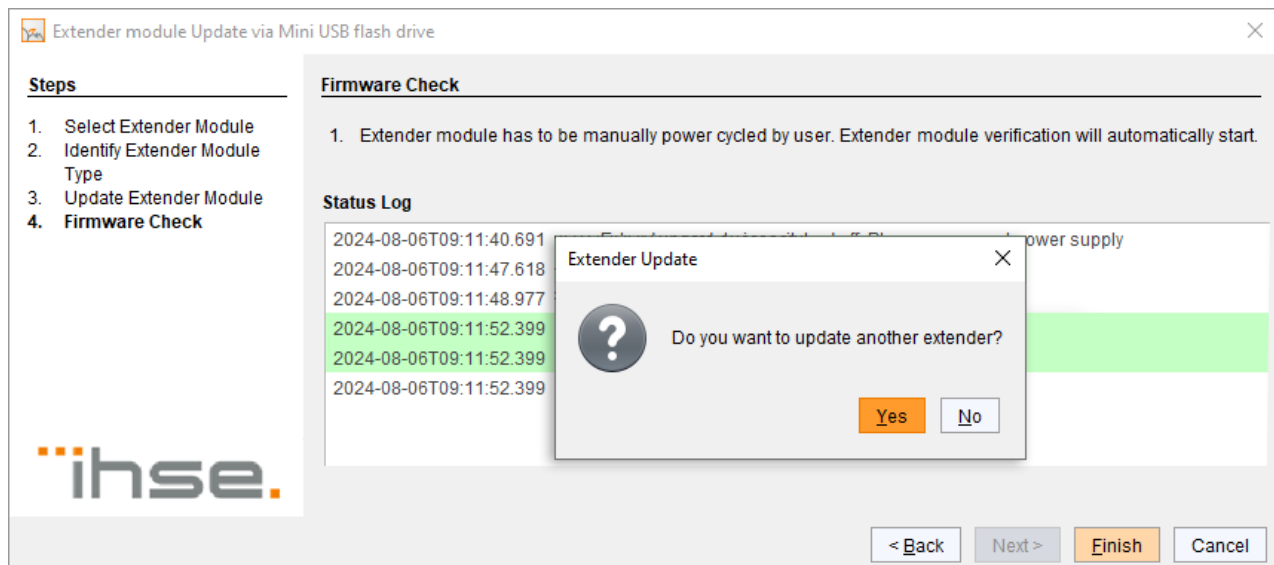 Extender module Update via Mini USB flash drive
Steps
1. Select Extender Module
2. Identify Extender Module
Type
3. Update Extender Module
4. Firmware Check
Firmware Check
1. Extender module has to be manually power cycled by user. Extender module verification will automatically start.
Status Log
2024-08-06T09:11:40.691 power supply
2024-08-06T09:11:47.618
2024-08-06T09:11:48.977
2024-08-06T09:11:52.399
2024-08-06T09:11:52.399
2024-08-06T09:11:52.399
Extender Update
Do you want to update another extender?
Yes No
ihse.
< Back Next > Finish Cancel